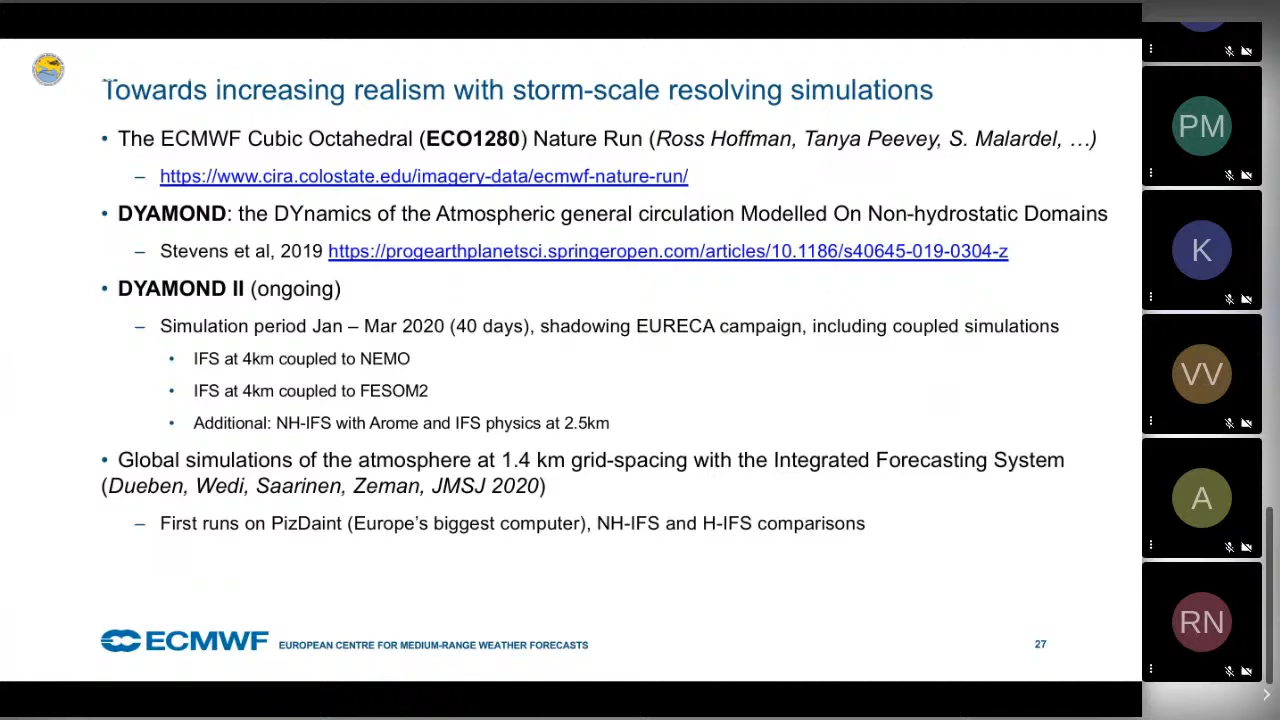 Towards increasing realism with storm-scale resolving simulations
• The ECMWF Cubic Octahedral (ECO1280) Nature Run (Ross Hoffman, Tanya Peevey, S. Malardel, …)
– https://www.cira.colostate.edu/imagery-data/ecmwf-nature-run/
• DYAMOND: the DYnamics of the Atmospheric general circulation Modelled On Non-hydrostatic Domains
– Stevens et al, 2019 https://progearthplanetsci.springeropen.com/articles/10.1186/s40645-019-0304-z
• DYAMOND II (ongoing)
– Simulation period Jan – Mar 2020 (40 days), shadowing EURECA campaign, including coupled simulations
• IFS at 4km coupled to NEMO
• IFS at 4km coupled to FESOM2
• Additional: NH-IFS with Arome and IFS physics at 2.5km
• Global simulations of the atmosphere at 1.4 km grid-spacing with the Integrated Forecasting System
(Dueben, Wedi, Saarinen, Zeman, JMSJ 2020)
– First runs on PizDaint (Europe's biggest computer), NH-IFS and H-IFS comparisons
ECMWF EUROPEAN CENTRE FOR MEDIUM-RANGE WEATHER FORECASTS
27
PM
K
VV
A
RN